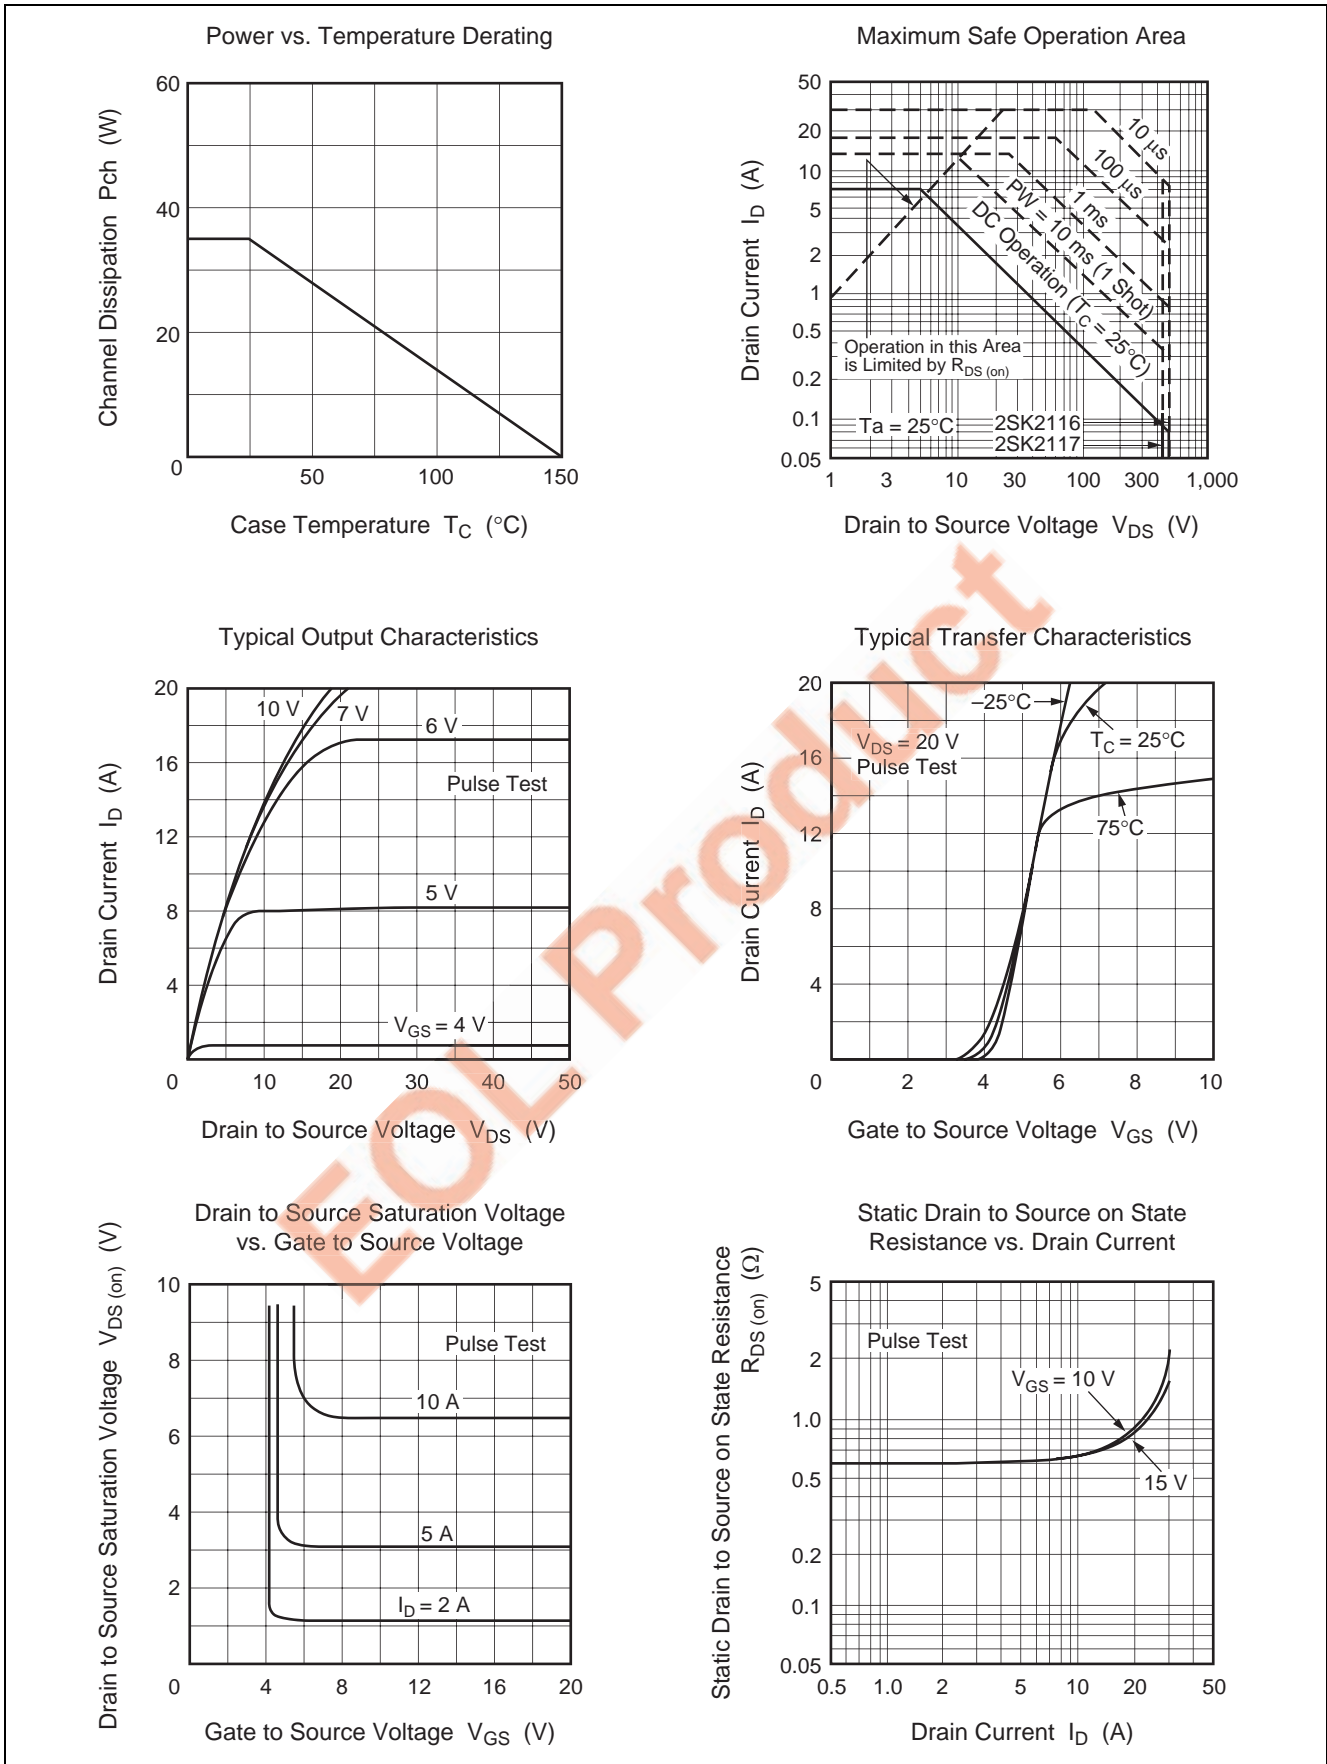 Power vs. Temperature Derating
Channel Dissipation Pch (W)
60
40
20
0
50
100
150
Case Temperature TC (°C)
Maximum Safe Operation Area
Drain Current ID (A)
50
20
10
5
2
1
0.5
0.2
0.1
0.05
10 µs
100 µs
1 ms
PW = 10 ms (1 Shot)
DC Operation (TC = 25°C)
Operation in this Area
is Limited by RDS (on)
Ta = 25°C
2SK2116
2SK2117
1 3 10 30 100 300 1,000
Drain to Source Voltage VDS (V)
Typical Output Characteristics
Drain Current ID (A)
20
16
12
8
4
0
10 V
7 V
6 V
Pulse Test
5 V
VGS = 4 V
10 20 30 40 50
Drain to Source Voltage VDS (V)
Typical Transfer Characteristics
Drain Current ID (A)
20
16
12
8
4
0
–25°C
TC = 25°C
VDS = 20 V
Pulse Test
75°C
2 4 6 8 10
Gate to Source Voltage VGS (V)
Drain to Source Saturation Voltage
vs. Gate to Source Voltage
Drain to Source Saturation Voltage VDS (on) (V)
10
8
6
4
2
0
Pulse Test
10 A
5 A
ID = 2 A
4 8 12 16 20
Gate to Source Voltage VGS (V)
Static Drain to Source on State
Resistance vs. Drain Current
Static Drain to Source on State Resistance
RDS (on) (Ω)
5
2
1.0
0.5
0.2
0.1
0.05
Pulse Test
VGS = 10 V
15 V
0.5 1.0 2 5 10 20 50
Drain Current ID (A)
EOL Product